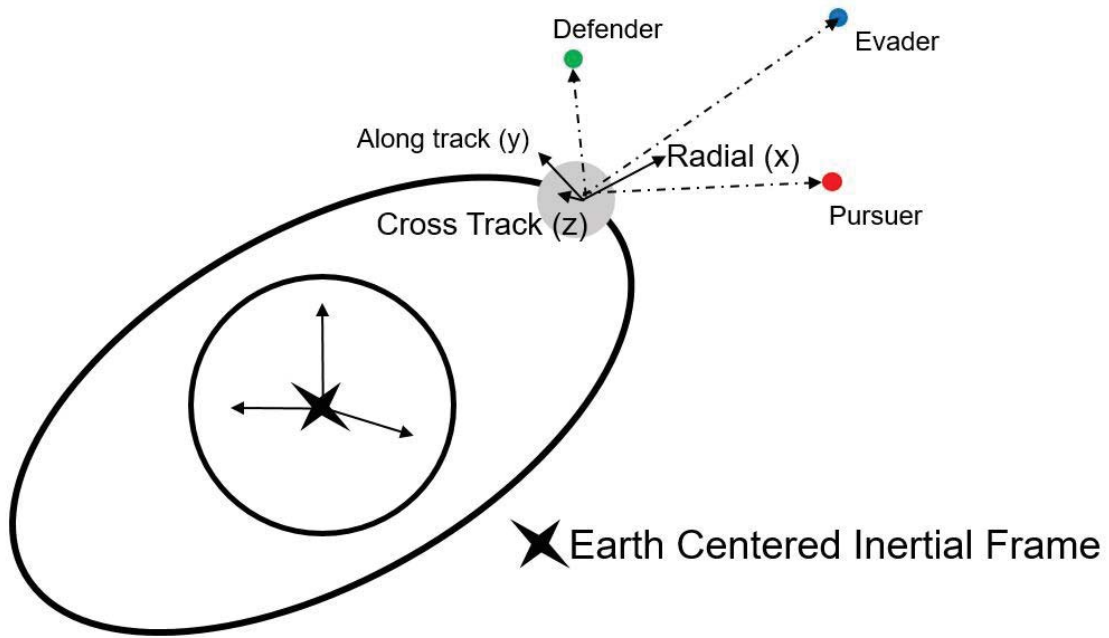 Defender
Evader
Along track (y)
Radial (x)
Pursuer
Cross Track (z)
Earth Centered Inertial Frame